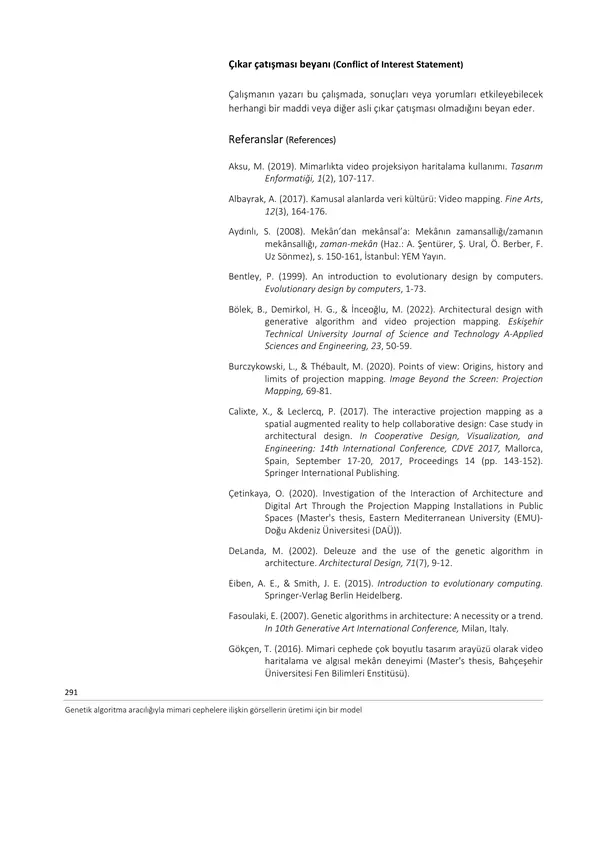 Çıkar çatışması beyanı (Conflict of Interest Statement)
Çalışmanın yazarı bu çalışmada, sonuçları veya yorumları etkileyebilecek
herhangi bir maddi veya diğer asli çıkar çatışması olmadığını beyan eder.
Referanslar (References)
Aksu, M. (2019). Mimarlıkta video projeksiyon haritalama kullanımı. Tasarım
Enformatiği, 1(2), 107-117.
Albayrak, A. (2017). Kamusal alanlarda veri kültürü: Video mapping. Fine Arts,
12(3), 164-176.
Aydınlı, S. (2008). Mekân'dan mekânsal'a: Mekânın zamansallığı/zamanın
mekânsallığı, zaman-mekân (Haz.: A. Şentürer, Ş. Ural, Ö. Berber, F.
Uz Sönmez), s. 150-161, İstanbul: YEM Yayın.
Bentley, P. (1999). An introduction to evolutionary design by computers.
Evolutionary design by computers, 1-73.
Bölek, B., Demirkol, H. G., & İnceoğlu, M. (2022). Architectural design with
generative algorithm and video projection mapping. Eskişehir
Technical University Journal of Science and Technology A-Applied
Sciences and Engineering, 23, 50-59.
Burczykowski, L., & Thébault, M. (2020). Points of view: Origins, history and
limits of projection mapping. Image Beyond the Screen: Projection
Mapping, 69-81.
Calixte, X., & Leclercq, P. (2017). The interactive projection mapping as a
spatial augmented reality to help collaborative design: Case study in
architectural design. In Cooperative Design, Visualization, and
Engineering: 14th International Conference, CDVE 2017, Mallorca,
Spain, September 17-20, 2017, Proceedings 14 (pp. 143-152).
Springer International Publishing.
Çetinkaya, O. (2020). Investigation of the Interaction of Architecture and
Digital Art Through the Projection Mapping Installations in Public
Spaces (Master's thesis, Eastern Mediterranean University (EMU)-
Doğu Akdeniz Üniversitesi (DAÜ)).
DeLanda, M. (2002). Deleuze and the use of the genetic algorithm in
architecture. Architectural Design, 71(7), 9-12.
Eiben, A. E., & Smith, J. E. (2015). Introduction to evolutionary computing.
Springer-Verlag Berlin Heidelberg.
Fasoulaki, E. (2007). Genetic algorithms in architecture: A necessity or a trend.
In 10th Generative Art International Conference, Milan, Italy.
Gökçen, T. (2016). Mimari cephede çok boyutlu tasarım arayüzü olarak video
haritalama ve algısal mekân deneyimi (Master's thesis, Bahçeşehir
Üniversitesi Fen Bilimleri Enstitüsü).
291
Genetik algoritma aracılığıyla mimari cephelere ilişkin görsellerin üretimi için bir model